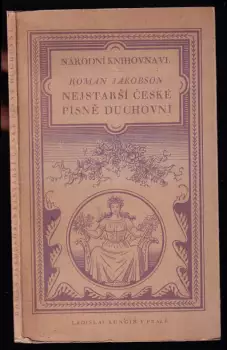 NÁRODNÍ KNIHOVNA VI.
ROMAN JAKOBSON
NEJSTARŠÍ ČESKÉ
PÍSNĚ DUCHOVNÍ
LADISLAV KUNCÍŘ V PRAZE